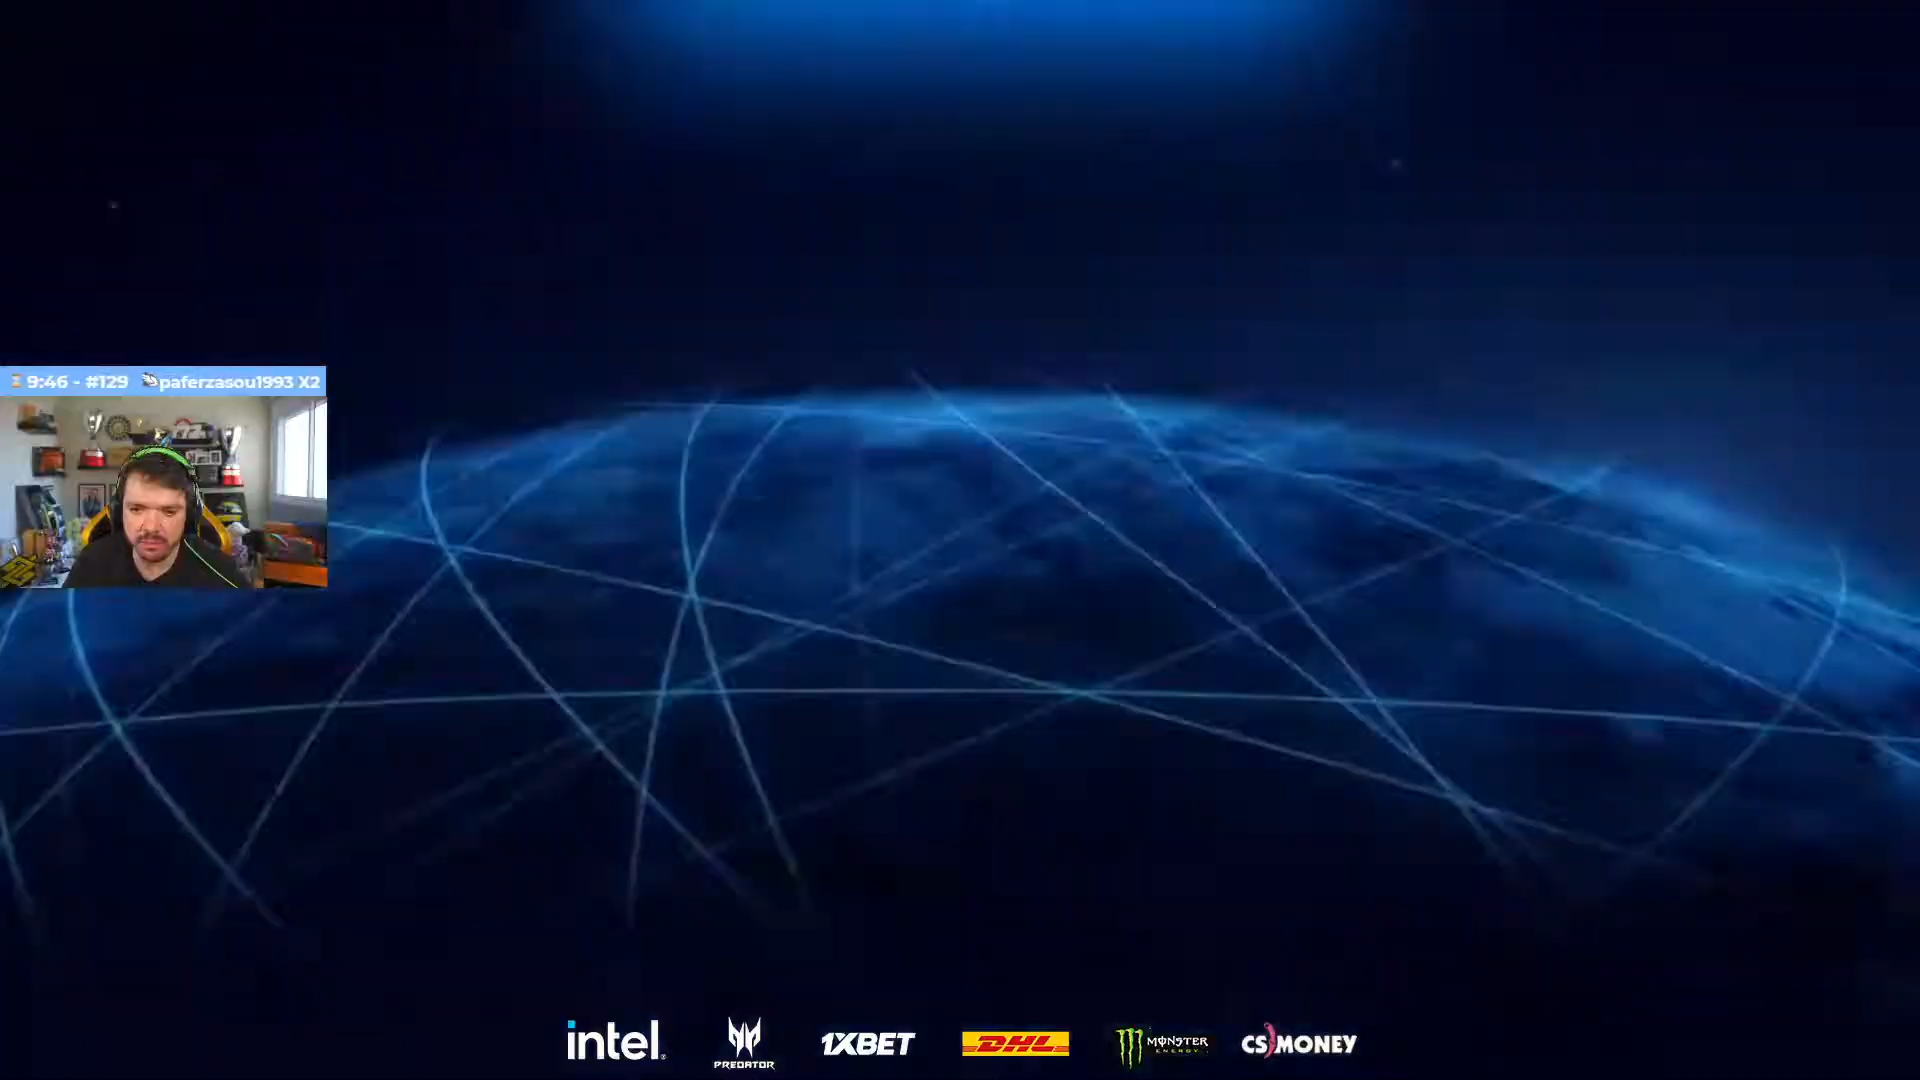 9:46 - #129 paferzasou1993 X2
intel.
PREDATOR
1XBET
DHL
MONSTER
ENERGY
CS MONEY